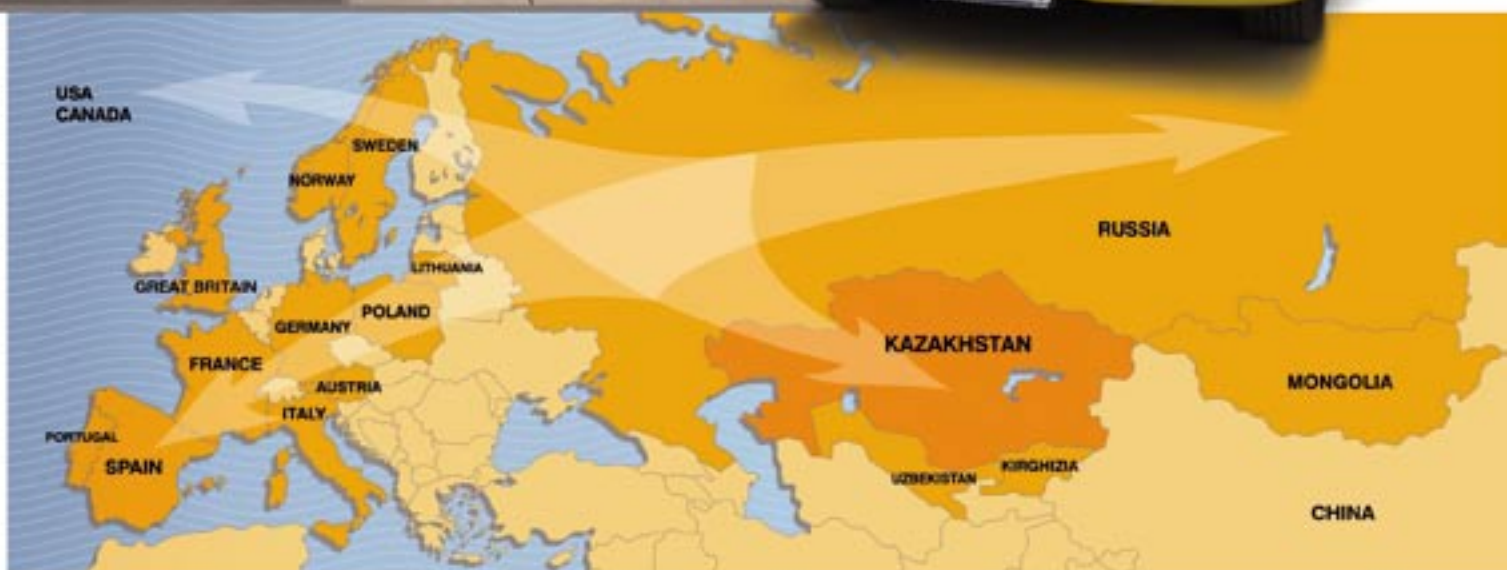 USA
CANADA
SWEDEN
NORWAY
RUSSIA
LITHUANIA
GREAT BRITAIN
POLAND
GERMANY
KAZAKHSTAN
FRANCE
AUSTRIA
MONGOLIA
ITALY
PORTUGAL
SPAIN
KIRGHIZIA
UZBEKISTAN
CHINA